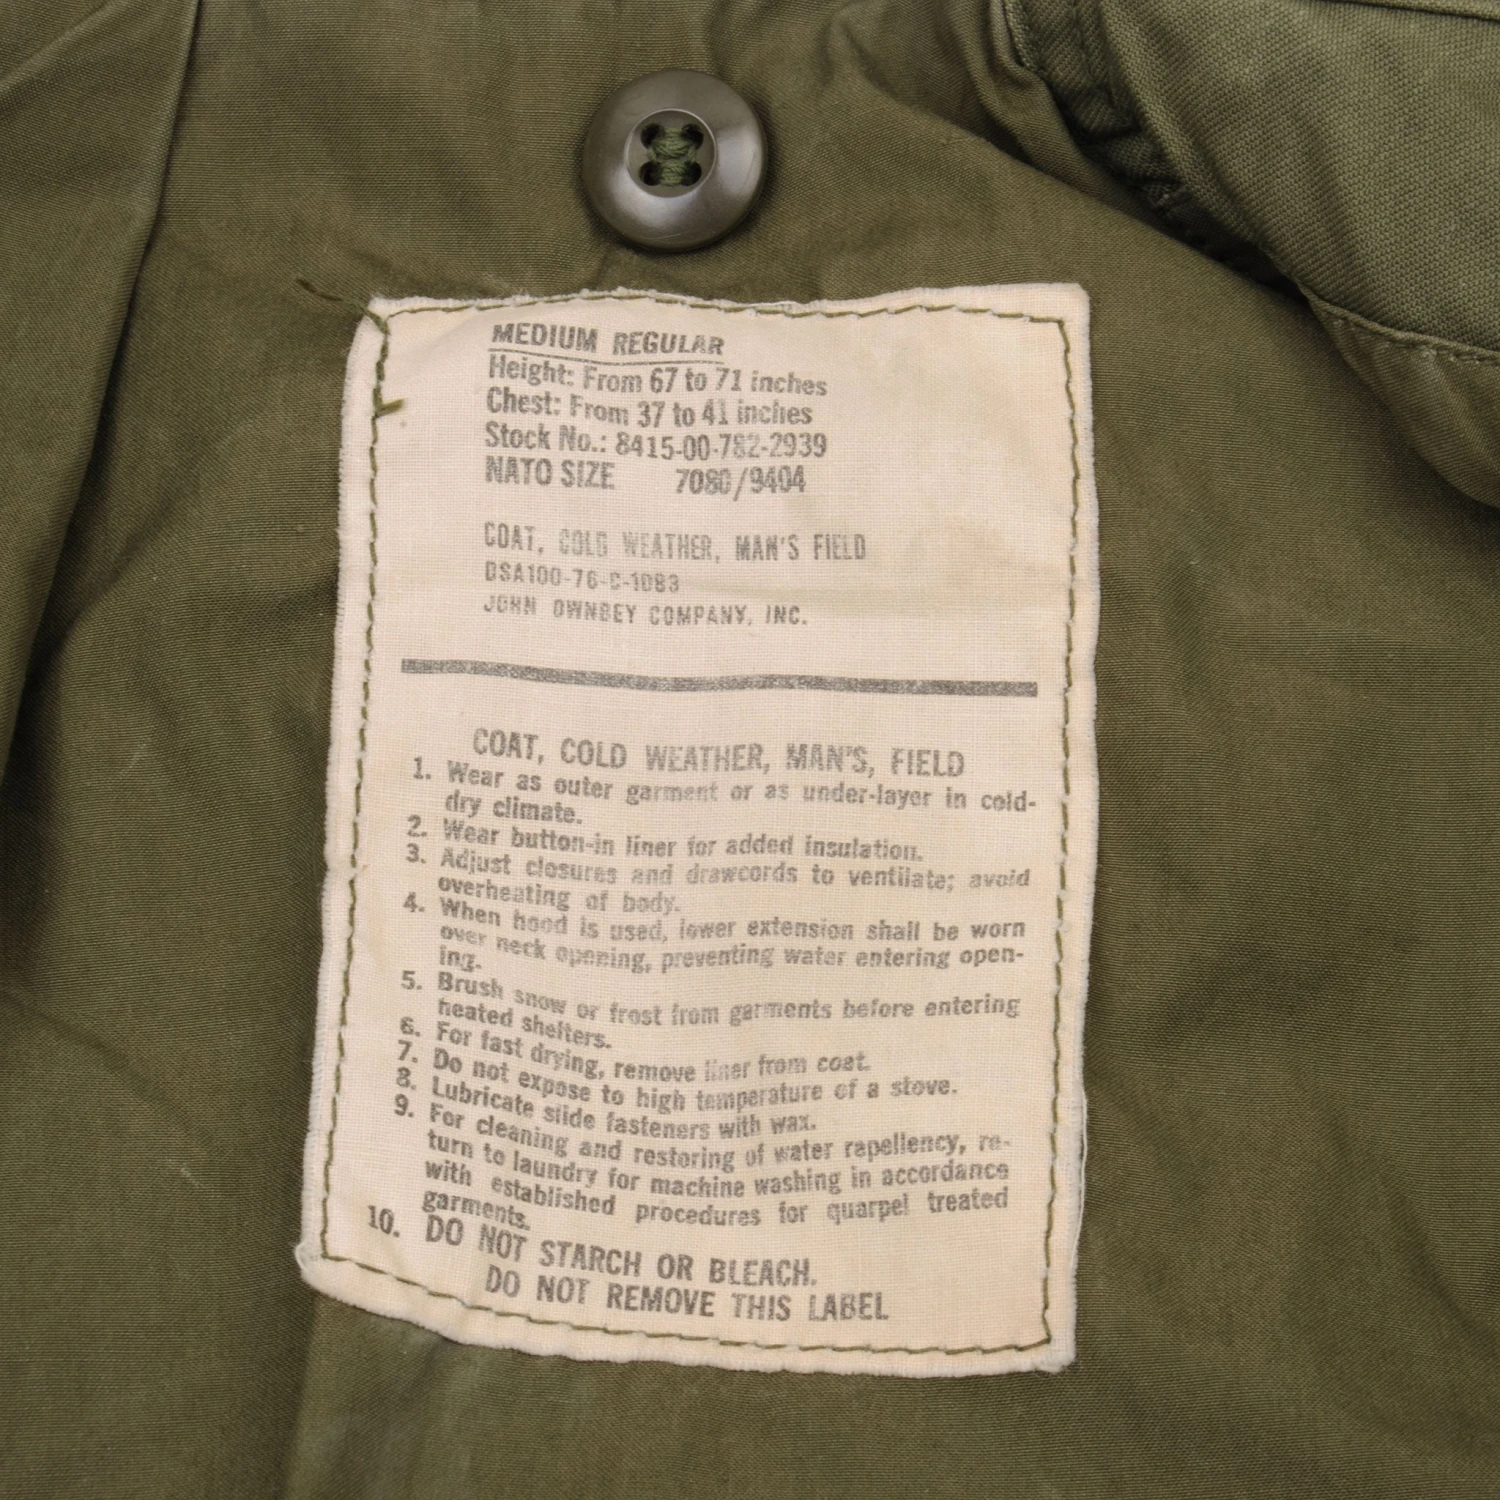 MEDIUM REGULAR
Height: From 67 to 71 inches
Chest: From 37 to 41 inches
Stock No.: 8415-00-782-2939
NATO SIZE 7080/9404
COAT, COLD WEATHER, MAN'S FIELD
DSA100-76-C-1083
JOHN OWNBEY COMPANY, INC.
COAT, COLD WEATHER, MAN'S, FIELD
1. Wear as outer garment or as under-layer in cold-
dry climate.
2. Wear button-in liner for added insulation.
3. Adjust closures and drawcords to ventilate; avoid
overheating of body.
4. When hood is used, lower extension shall be worn
over neck opening, preventing water entering open-
ing.
5. Brush snow or frost from garments before entering
heated shelters.
6. For fast drying, remove liner from coat.
7. Do not expose to high temperature of a stove.
8. Lubricate slide fasteners with wax.
9. For cleaning and restoring of water repellency, re-
turn to laundry for machine washing in accordance
with established procedures for quarpel treated
garments.
10. DO NOT STARCH OR BLEACH.
DO NOT REMOVE THIS LABEL